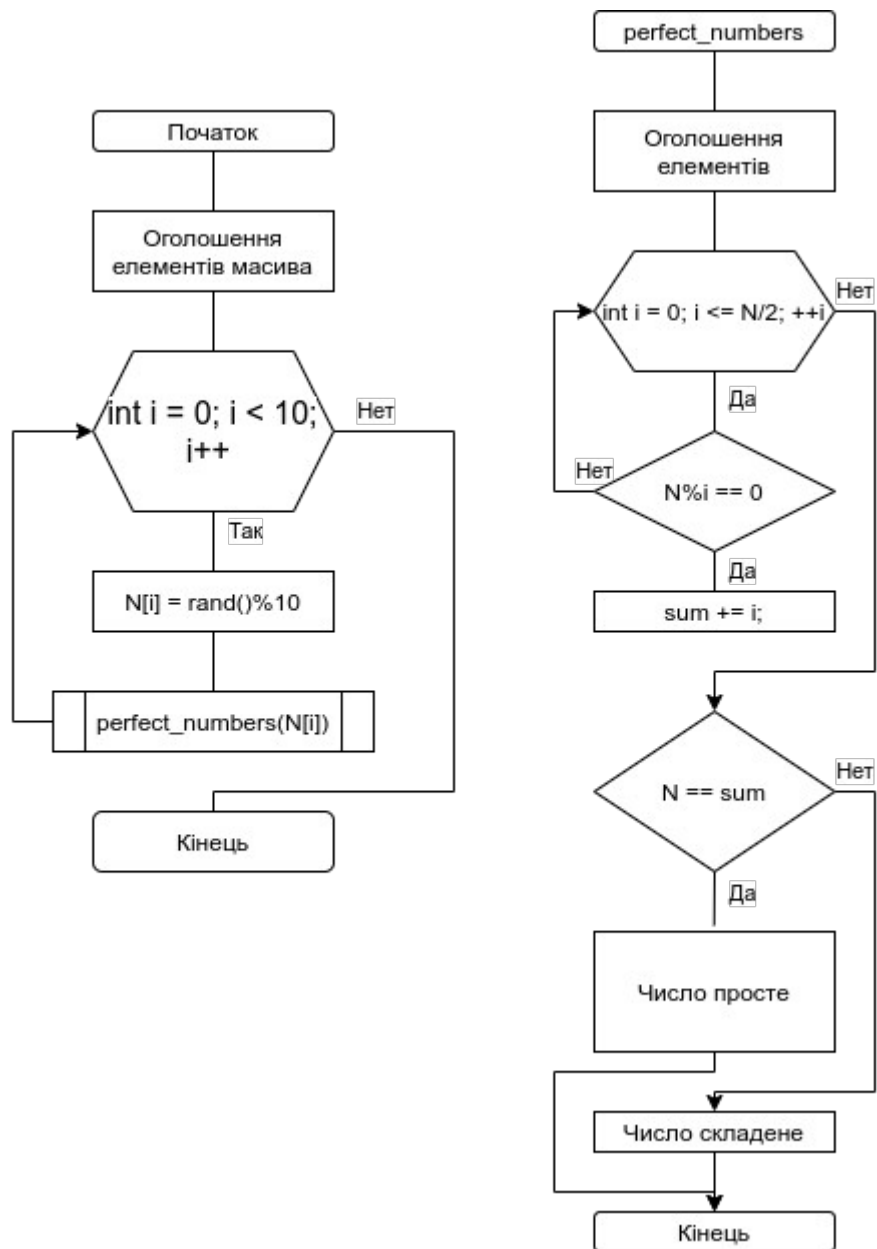 Початок
Оголошення
елементів масива
int i = 0; i < 10;
i++
Нет
Так
N[i] = rand()%10
perfect_numbers(N[i])
Кінець
perfect_numbers
Оголошення
елементів
int i = 0; i <= N/2; ++i
Нет
Да
Нет
N%i == 0
Да
sum += i;
N == sum
Нет
Да
Число просте
Число складене
Кінець